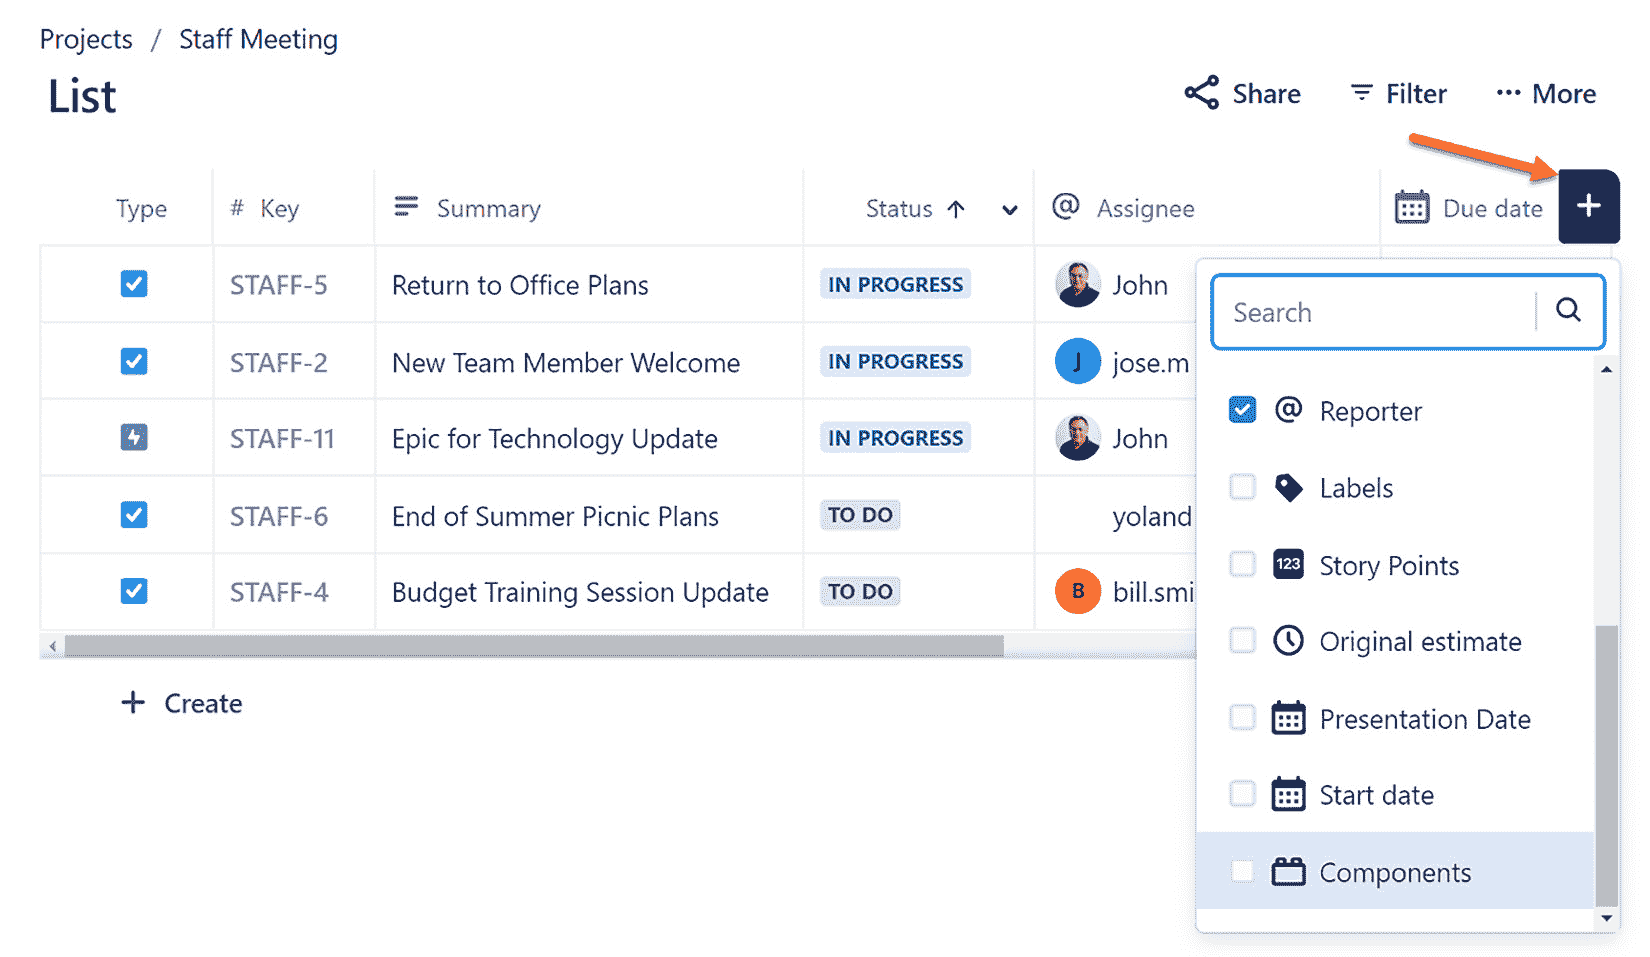 Projects / Staff Meeting
List
Share Filter ··· More
Type # Key Summary Status ↑ @ Assignee Due date +
STAFF-5 Return to Office Plans IN PROGRESS John
STAFF-2 New Team Member Welcome IN PROGRESS J jose.m
STAFF-11 Epic for Technology Update IN PROGRESS John
STAFF-6 End of Summer Picnic Plans TO DO yoland
STAFF-4 Budget Training Session Update TO DO B bill.smi
+ Create
Search
@ Reporter
Labels
123 Story Points
Original estimate
Presentation Date
Start date
Components